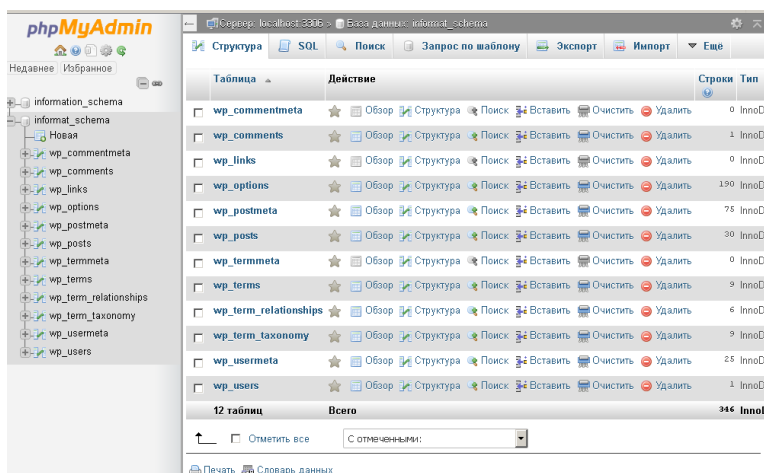 phpMyAdmin
Недавнее Избранное
information_schema
informat_schema
Новая
wp_commentmeta
wp_comments
wp_links
wp_options
wp_postmeta
wp_posts
wp_termmeta
wp_terms
wp_term_relationships
wp_term_taxonomy
wp_usermeta
wp_users
Сервер: localhost:3306 » База данных: informat_schema
Структура SQL Поиск Запрос по шаблону Экспорт Импорт Ещё
Таблица Действие Строки Тип
wp_commentmeta Обзор Структура Поиск Вставить Очистить Удалить 0 InnoD
wp_comments Обзор Структура Поиск Вставить Очистить Удалить 1 InnoD
wp_links Обзор Структура Поиск Вставить Очистить Удалить 0 InnoD
wp_options Обзор Структура Поиск Вставить Очистить Удалить 190 InnoD
wp_postmeta Обзор Структура Поиск Вставить Очистить Удалить 75 InnoD
wp_posts Обзор Структура Поиск Вставить Очистить Удалить 30 InnoD
wp_termmeta Обзор Структура Поиск Вставить Очистить Удалить 0 InnoD
wp_terms Обзор Структура Поиск Вставить Очистить Удалить 9 InnoD
wp_term_relationships Обзор Структура Поиск Вставить Очистить Удалить 6 InnoD
wp_term_taxonomy Обзор Структура Поиск Вставить Очистить Удалить 9 InnoD
wp_usermeta Обзор Структура Поиск Вставить Очистить Удалить 25 InnoD
wp_users Обзор Структура Поиск Вставить Очистить Удалить 1 InnoD
12 таблиц Всего 346 Innol
Отметить все С отмеченными:
Печать Словарь данных